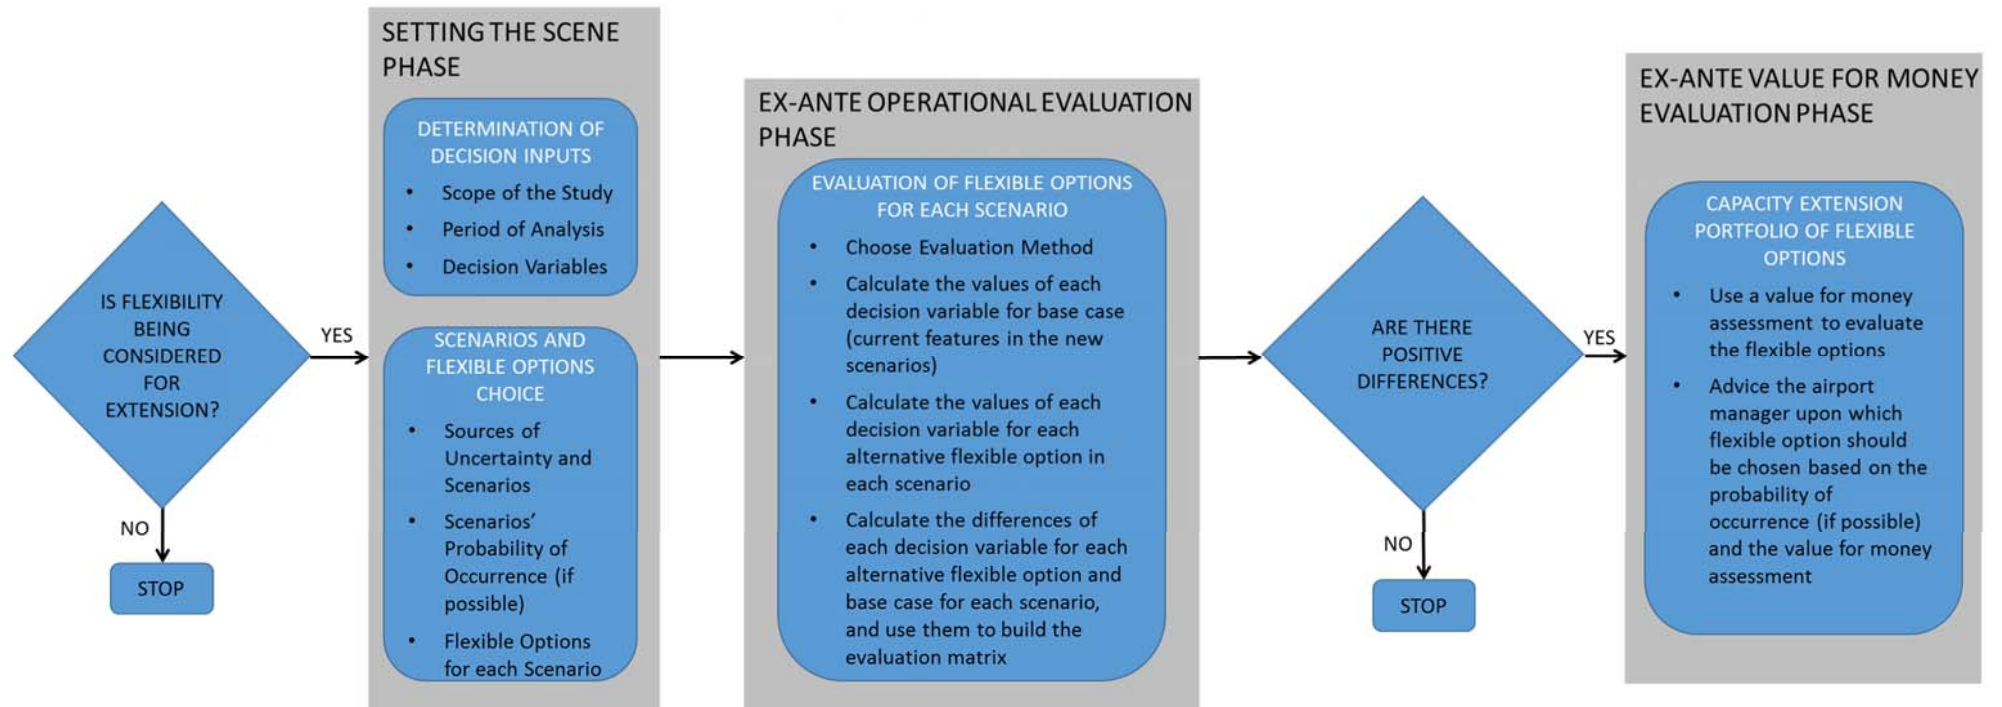 IS FLEXIBILITY
BEING
CONSIDERED
FOR
EXTENSION?
YES
NO
STOP
SETTING THE SCENE
PHASE
DETERMINATION OF
DECISION INPUTS
• Scope of the Study
• Period of Analysis
• Decision Variables
SCENARIOS AND
FLEXIBLE OPTIONS
CHOICE
• Sources of
Uncertainty and
Scenarios
• Scenarios’
Probability of
Occurrence (if
possible)
• Flexible Options
for each Scenario
EX-ANTE OPERATIONAL EVALUATION
PHASE
EVALUATION OF FLEXIBLE OPTIONS
FOR EACH SCENARIO
• Choose Evaluation Method
• Calculate the values of each
decision variable for base case
(current features in the new
scenarios)
• Calculate the values of each
decision variable for each
alternative flexible option in
each scenario
• Calculate the differences of
each decision variable for each
alternative flexible option and
base case for each scenario,
and use them to build the
evaluation matrix
ARE THERE
POSITIVE
DIFFERENCES?
YES
NO
STOP
EX-ANTE VALUE FOR MONEY
EVALUATION PHASE
CAPACITY EXTENSION
PORTFOLIO OF FLEXIBLE
OPTIONS
• Use a value for money
assessment to evaluate
the flexible options
• Advice the airport
manager upon which
flexible option should
be chosen based on the
probability of
occurrence (if possible)
and the value for money
assessment